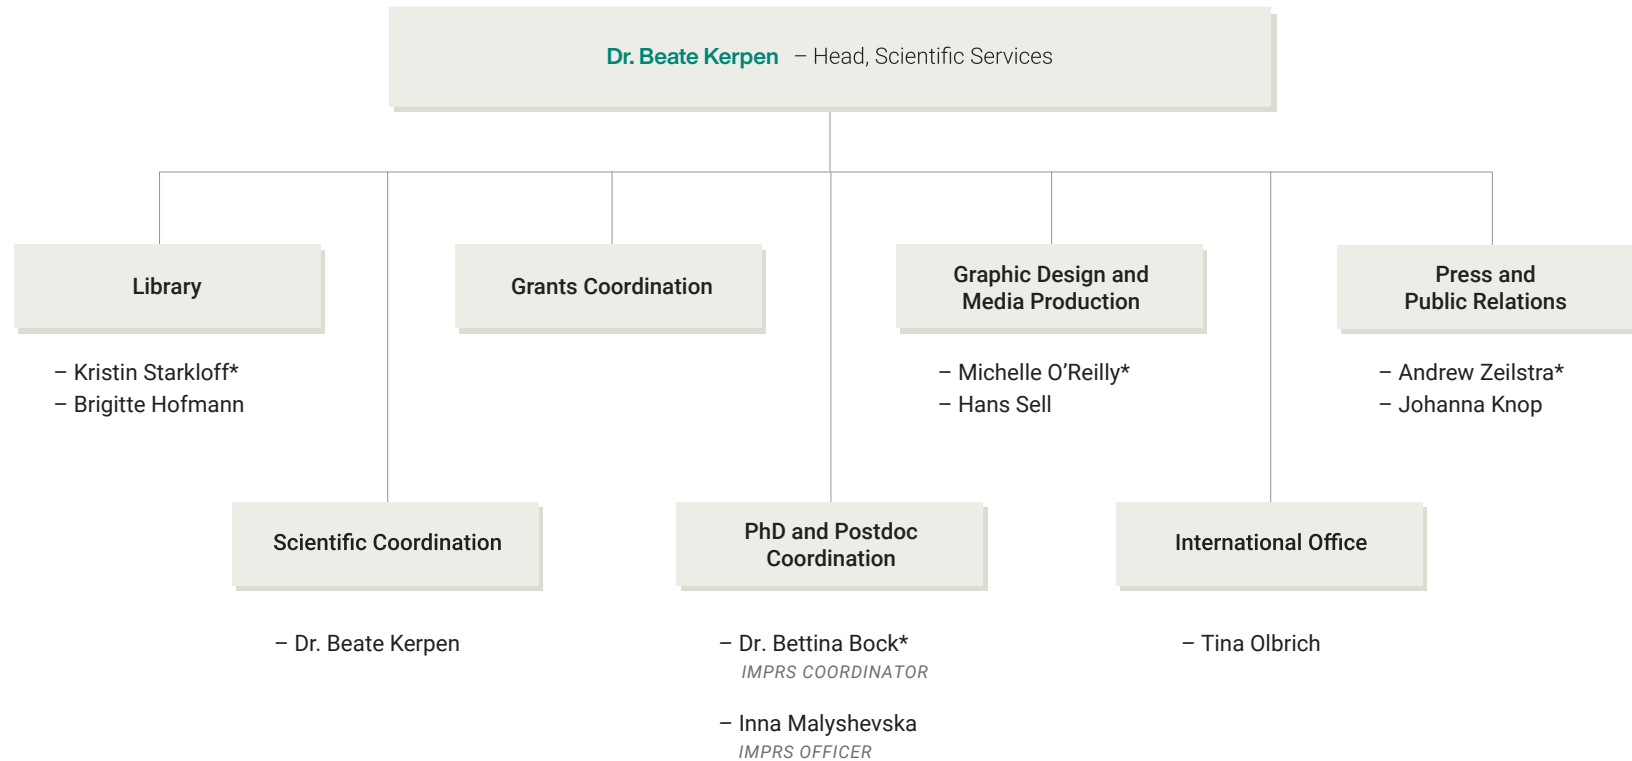 Dr. Beate Kerpen – Head, Scientific Services
Library
– Kristin Starkloff*
– Brigitte Hofmann
Grants Coordination
Graphic Design and
Media Production
– Michelle O’Reilly*
– Hans Sell
Press and
Public Relations
– Andrew Zeilstra*
– Johanna Knop
Scientific Coordination
– Dr. Beate Kerpen
PhD and Postdoc
Coordination
– Dr. Bettina Bock*
IMPRS COORDINATOR
– Inna Malyshevska
IMPRS OFFICER
International Office
– Tina Olbrich